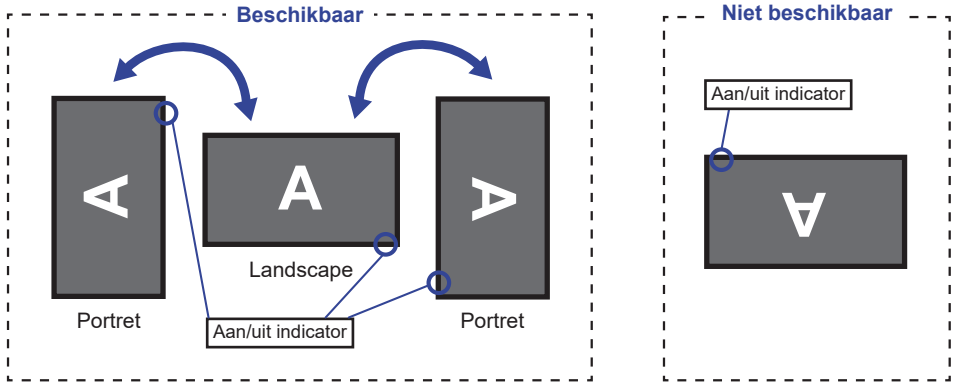 Beschikbaar
A
A
A
Portret
Landscape
Portret
Aan/uit indicator
Niet beschikbaar
Aan/uit indicator
A